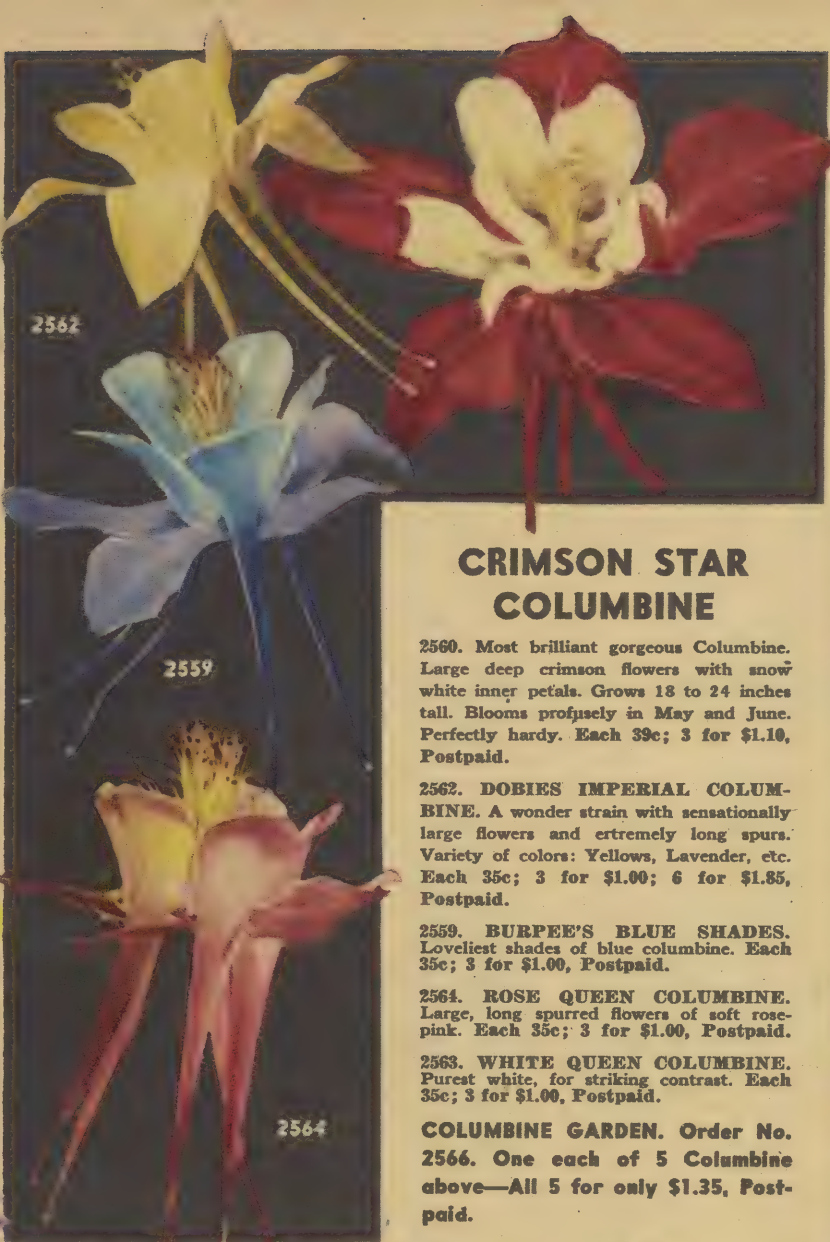 2562
2559
2564
CRIMSON STAR
COLUMBINE
2560. Most brilliant gorgeous Columbine.
Large deep crimson flowers with snow
white inner petals. Grows 18 to 24 inches
tall. Blooms profusely in May and June.
Perfectly hardy. Each 39c; 3 for $1.10,
Postpaid.
2562. DOBIES IMPERIAL COLUM-
BINE. A wonder strain with sensationally
large flowers and ertremely long spurs.
Variety of colors: Yellows, Lavender, etc.
Each 35c; 3 for $1.00; 6 for $1.85,
Postpaid.
2559. BURPEE'S BLUE SHADES.
Loveliest shades of blue columbine. Each
35c; 3 for $1.00, Postpaid.
2564. ROSE QUEEN COLUMBINE.
Large, long spurred flowers of soft rose-
pink. Each 35c; 3 for $1.00, Postpaid.
2563. WHITE QUEEN COLUMBINE.
Purest white, for striking contrast. Each
35c; 3 for $1.00, Postpaid.
COLUMBINE GARDEN. Order No.
2566. One each of 5 Columbine
above—All 5 for only $1.35, Post-
paid.